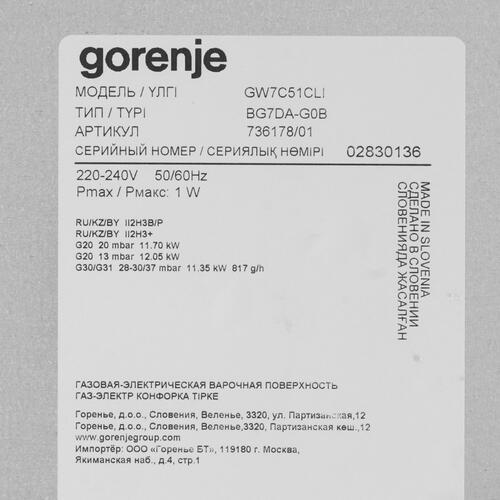 gorenje
МОДЕЛЬ / ҮЛГІ GW7C51CLI
ТИП / ТҮРІ BG7DA-G0B
АРТИКУЛ 736178/01
СЕРИЙНЫЙ НОМЕР / СЕРИЯЛЫҚ НӨМІРІ 02830136
220-240V 50/60Hz
Pmax / Рмакс: 1 W
RU/KZ/BY II2H3B/P
RU/KZ/BY II2H3+
G20 20 mbar 11.70 kW
G20 13 mbar 12.05 kW
G30/G31 28-30/37 mbar 11.35 kW 817 g/h
MADE IN SLOVENIA
СДЕЛАНО В СЛОВЕНИИ
СЛОВЕНИЯДА ЖАСАЛҒАН
ГАЗОВАЯ-ЭЛЕКТРИЧЕСКАЯ ВАРОЧНАЯ ПОВЕРХНОСТЬ
ГАЗ-ЭЛЕКТР КОНФОРКА ТІРКЕ
Горенье, д.о.о., Словения, Веленье, 3320, ул. Партизанская,12
Горенье, д.о.о., Словения, Веленье,3320, Партизанская көш.,12
www.gorenjegroup.com
Импортёр: ООО «Горенье БТ», 119180 г. Москва,
Якиманская наб., д.4, стр.1